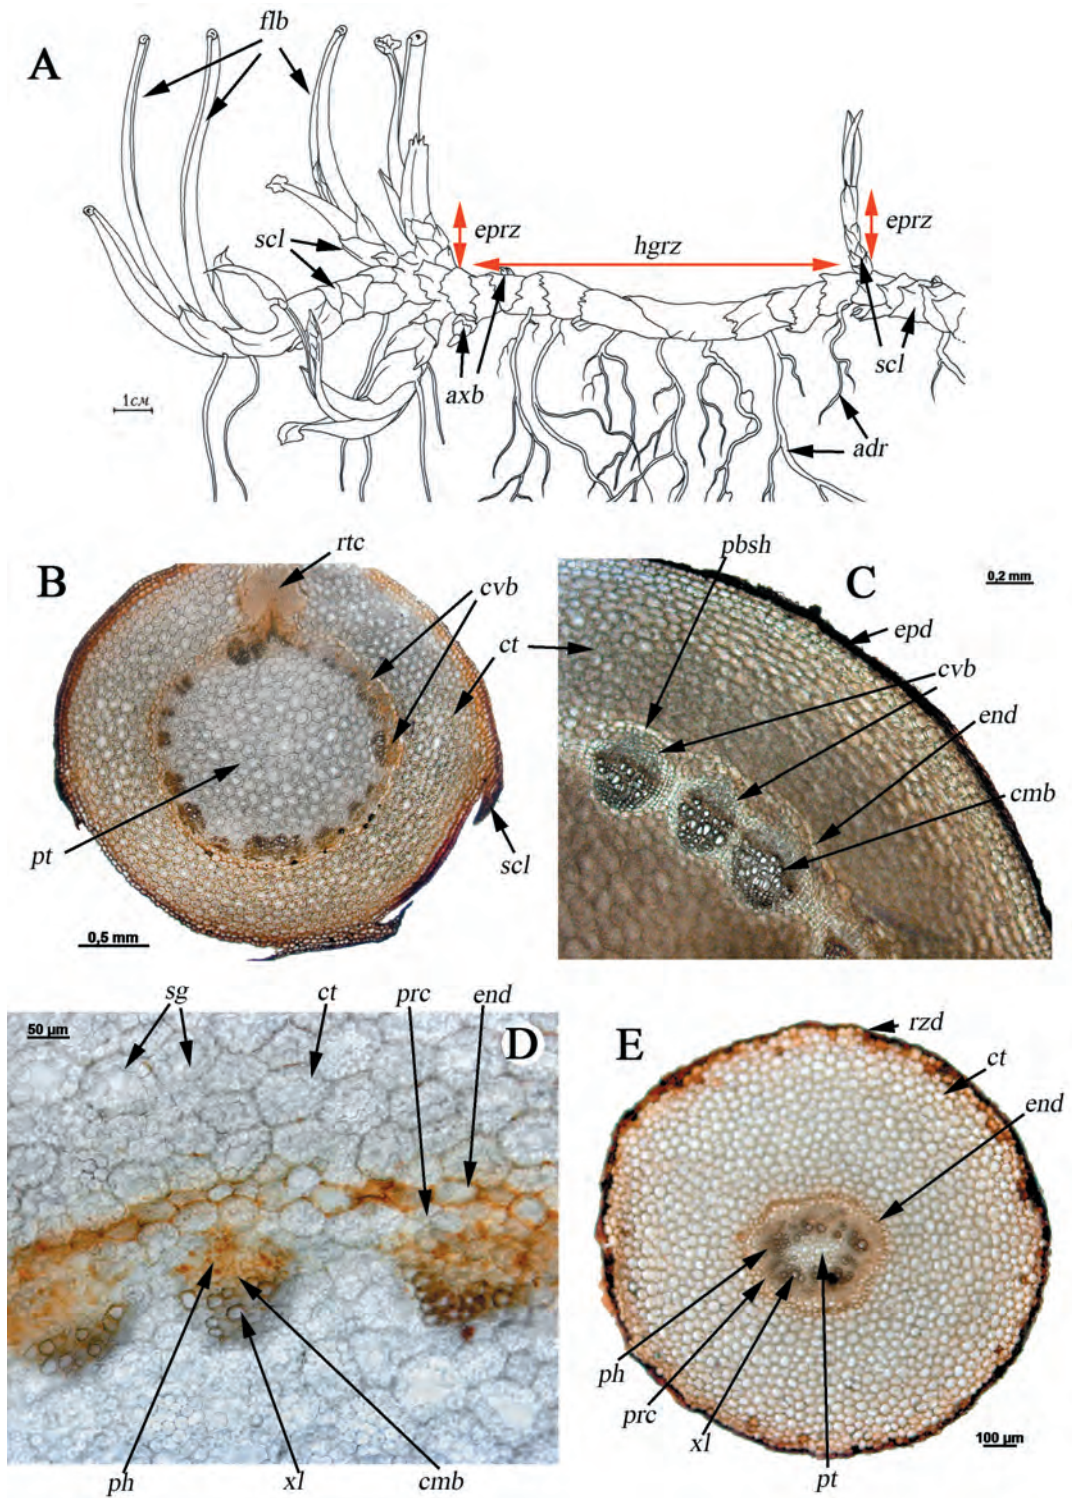 A
flb
eprz
hgrz
eprz
scl
scl
axb
adr
1см
B
rtc
cvb
ct
pt
scl
0,5 mm
C
pbsh
0,2 mm
epd
cvb
end
cmb
D
sg
ct
prc
end
50 µm
ph
xl
cmb
E
rzd
ct
end
ph
prc
xl
pt
100 µm